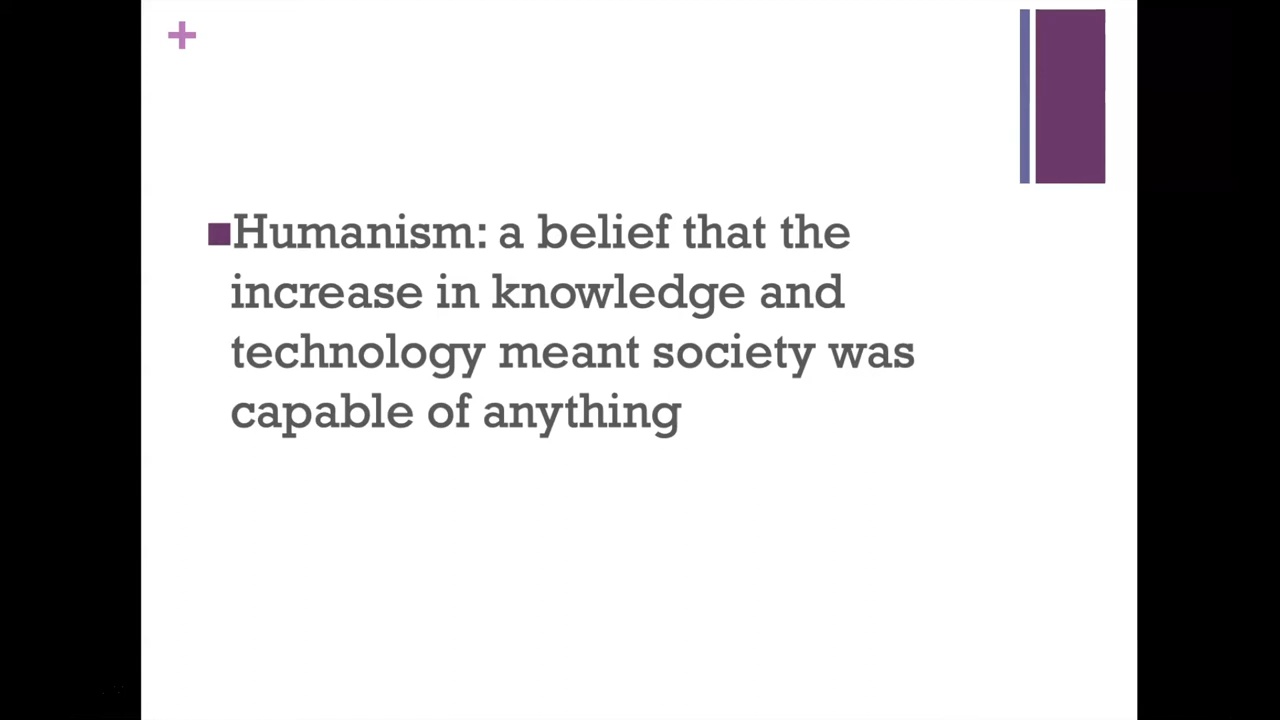 +
Humanism: a belief that the
increase in knowledge and
technology meant society was
capable of anything